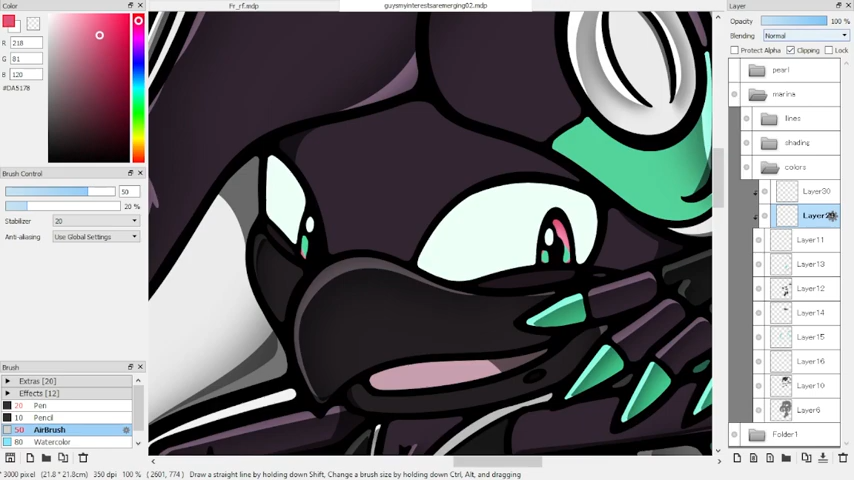 Color
Fr_rf.mdp
guysmyinterestsaremerging02.mdp
Layer
R 218
G 81
B 120
#DA5178
Opacity 100 %
Blending Normal
Protect Alpha Clipping Lock
pearl
marina
lines
shading
colors
Layer30
Layer11
Layer13
Layer12
Layer14
Layer15
Layer16
Layer10
Layer6
Folder1
Brush Control
50
20 %
Stabilizer 20
Anti-aliasing Use Global Settings
Brush
Extras [20]
Effects [12]
20 Pen
10 Pencil
50 AirBrush
80 Watercolor
* 3000 pixel (21.8 * 21.8cm) 350 dpi 100 % ( 2601, 774 ) Draw a straight line by holding down Shift, Change a brush size by holding down Ctrl, Alt, and dragging